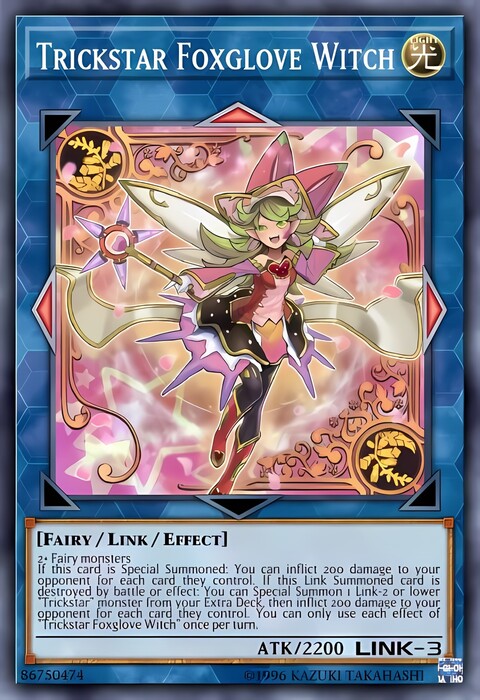 TRICKSTAR FOXGLOVE WITCH
LIGHT
光
[FAIRY / LINK / EFFECT]
2+ Fairy monsters
If this card is Special Summoned: You can inflict 200 damage to your
opponent for each card they control. If this Link Summoned card is
destroyed by battle or effect: You can Special Summon 1 Link-2 or lower
"Trickstar" monster from your Extra Deck, then inflict 200 damage to your
opponent for each card they control. You can only use each effect of
"Trickstar Foxglove Witch" once per turn.
ATK/2200 LINK-3
86750474
©1996 KAZUKI TAKAHASHI